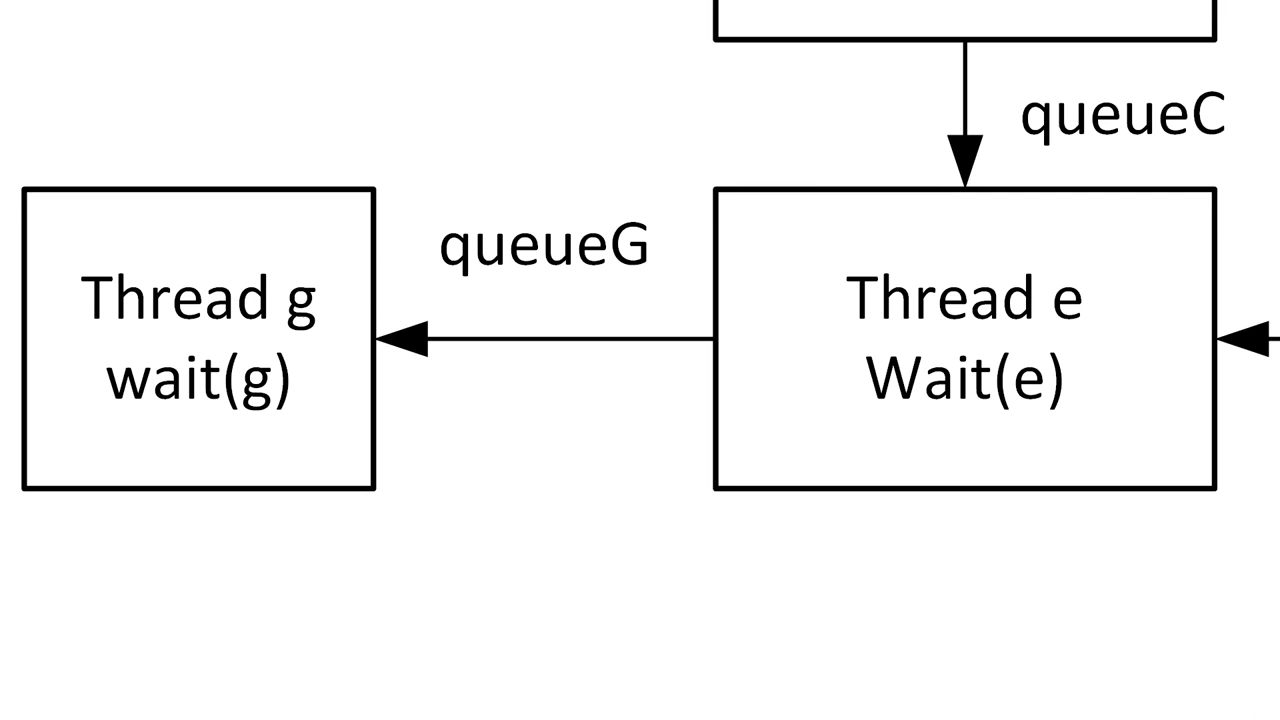 queueC
queueG
Thread g
wait(g)
Thread e
Wait(e)